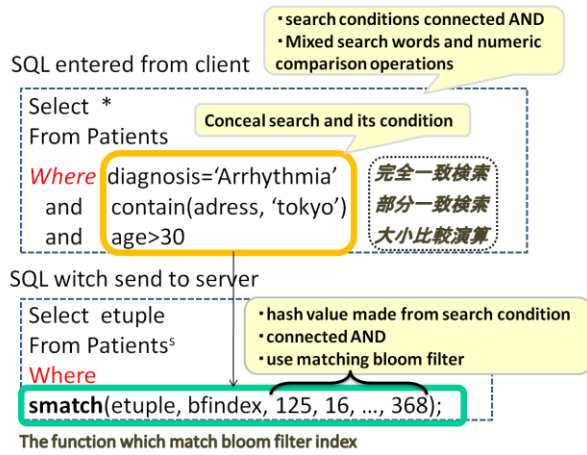 ・search conditions connected AND
・Mixed search words and numeric
comparison operations
SQL entered from client
Select *
From Patients
Conceal search and its condition
Where diagnosis=‘Arrhythmia’
and contain(adress, ‘tokyo’)
and age>30
完全一致検索
部分一致検索
大小比較演算
SQL witch send to server
Select etuple
From Patientsˢ
Where
・hash value made from search condition
・connected AND
・use matching bloom filter
smatch(etuple, bfindex, 125, 16, …, 368);
The function which match bloom filter index